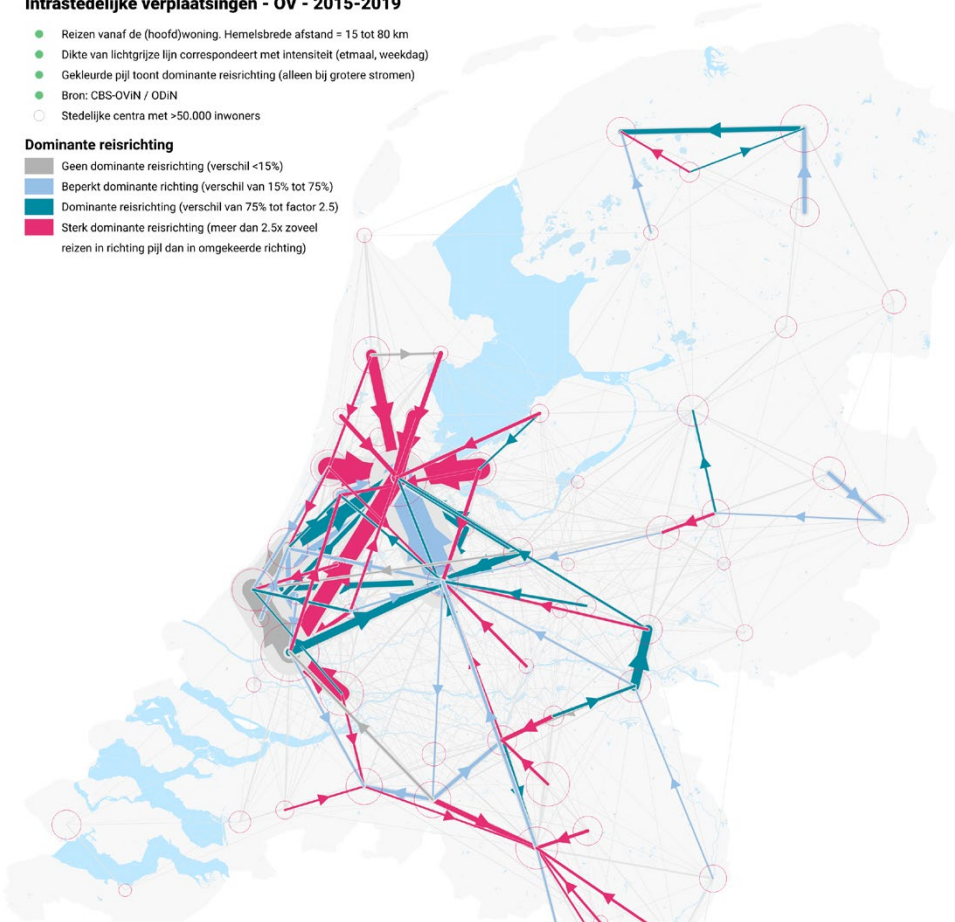 Intrastedelijke verplaatsingen - OV - 2015-2019
Reizen vanaf de (hoofd)woning. Hemelsbrede afstand = 15 tot 80 km
Dikte van lichtgrijze lijn correspondeert met intensiteit (etmaal, weekdag)
Gekleurde pijl toont dominante reisrichting (alleen bij grotere stromen)
Bron: CBS-OViN / ODiN
Stedelijke centra met >50.000 inwoners
Dominante reisrichting
Geen dominante reisrichting (verschil <15%)
Beperkt dominante richting (verschil van 15% tot 75%)
Dominante reisrichting (verschil van 75% tot factor 2.5)
Sterk dominante reisrichting (meer dan 2.5x zoveel
reizen in richting pijl dan in omgekeerde richting)